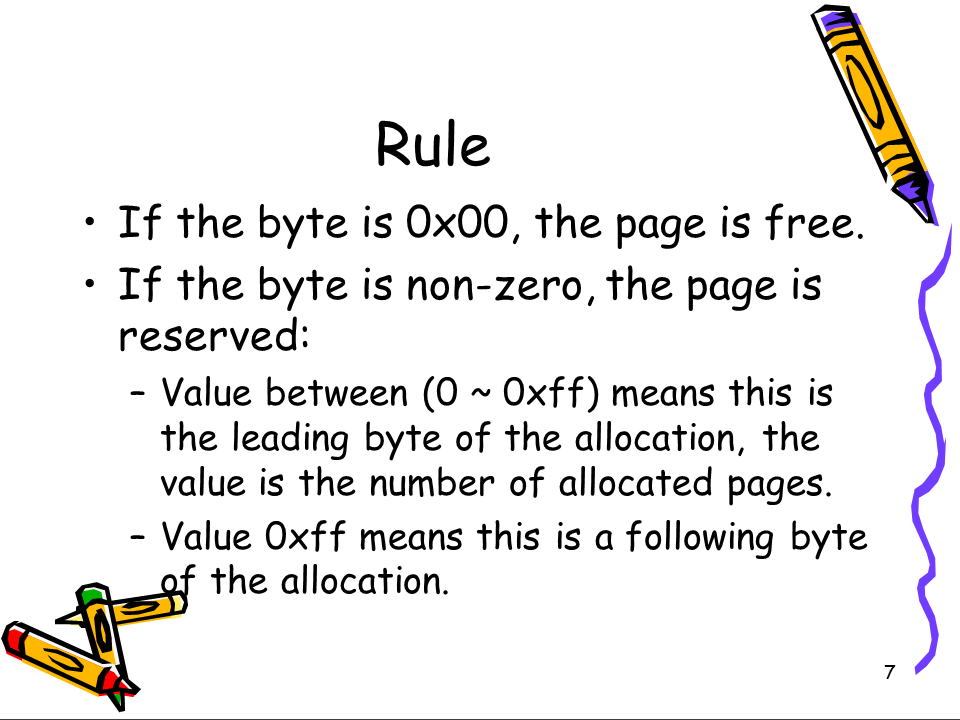 Rule
• If the byte is 0x00, the page is free.
• If the byte is non-zero, the page is
reserved:
– Value between (0 ~ 0xff) means this is
the leading byte of the allocation, the
value is the number of allocated pages.
– Value 0xff means this is a following byte
of the allocation.
7